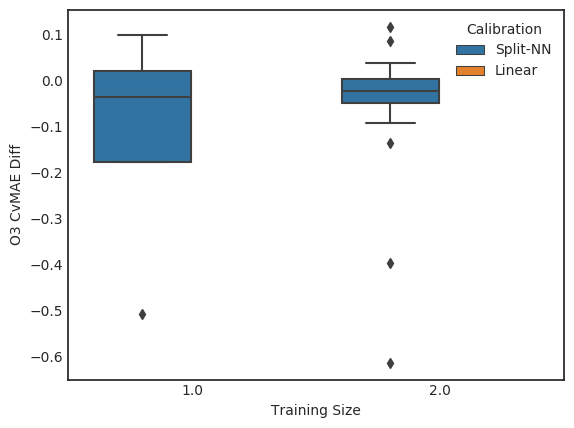 Calibration
Split-NN
Linear
0.1
0.0
−0.1
−0.2
−0.3
−0.4
−0.5
−0.6
O3 CvMAE Diff
1.0
2.0
Training Size